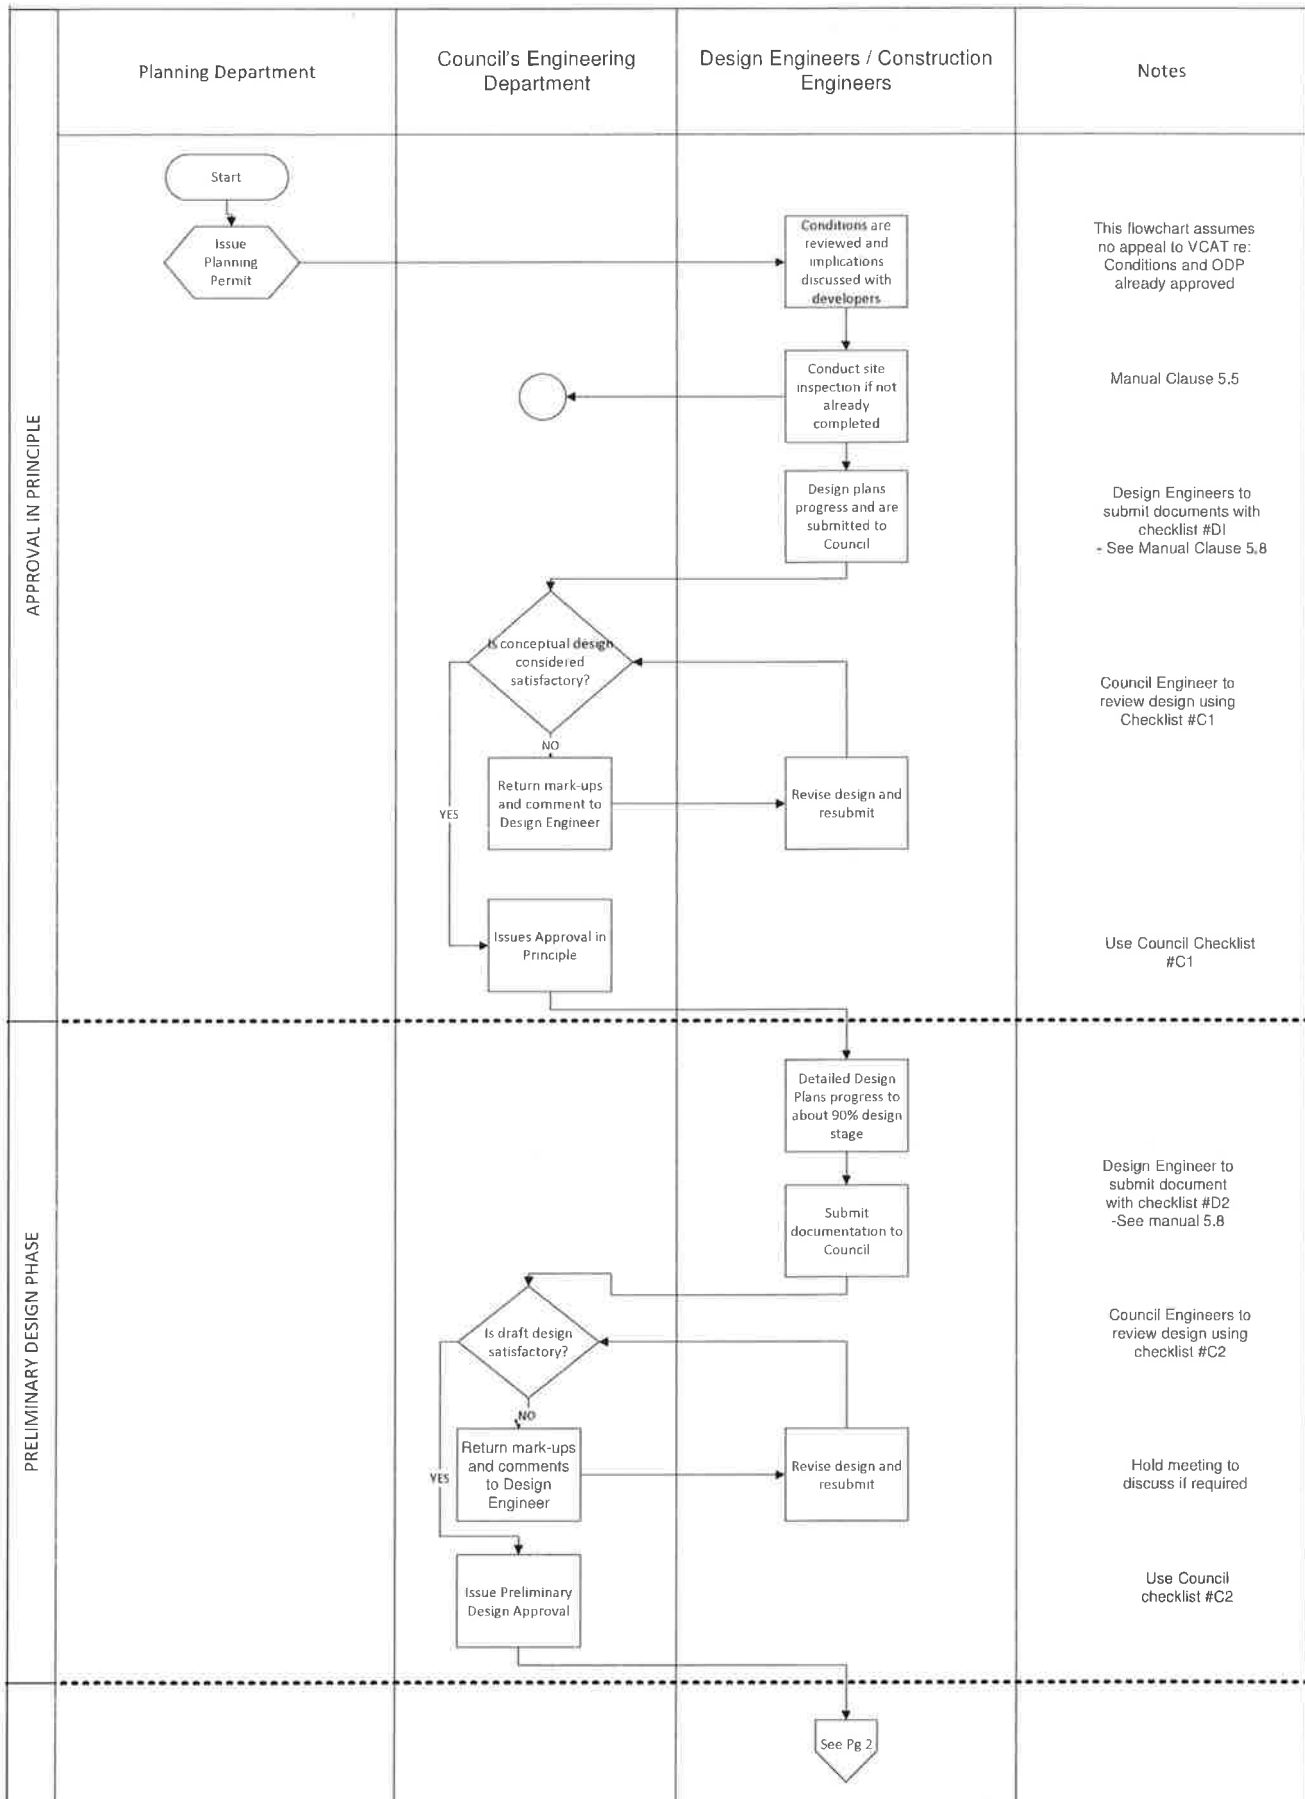 Planning Department
Council's Engineering
Department
Design Engineers / Construction
Engineers
Notes
APPROVAL IN PRINCIPLE
Start
Issue
Planning
Permit
Conditions are
reviewed and
implications
discussed with
developers
This flowchart assumes
no appeal to VCAT re:
Conditions and ODP
already approved
Conduct site
inspection if not
already
completed
Manual Clause 5.5
Design plans
progress and are
submitted to
Council
Design Engineers to
submit documents with
checklist #DI
- See Manual Clause 5.8
Is conceptual design
considered
satisfactory?
Council Engineer to
review design using
Checklist #C1
NO
YES
Return mark-ups
and comment to
Design Engineer
Revise design and
resubmit
Issues Approval in
Principle
Use Council Checklist
#C1
PRELIMINARY DESIGN PHASE
Detailed Design
Plans progress to
about 90% design
stage
Submit
documentation to
Council
Design Engineer to
submit document
with checklist #D2
-See manual 5.8
Is draft design
satisfactory?
Council Engineers to
review design using
checklist #C2
NO
YES
Return mark-ups
and comments
to Design
Engineer
Revise design and
resubmit
Hold meeting to
discuss if required
Issue Preliminary
Design Approval
Use Council
checklist #C2
See Pg 2